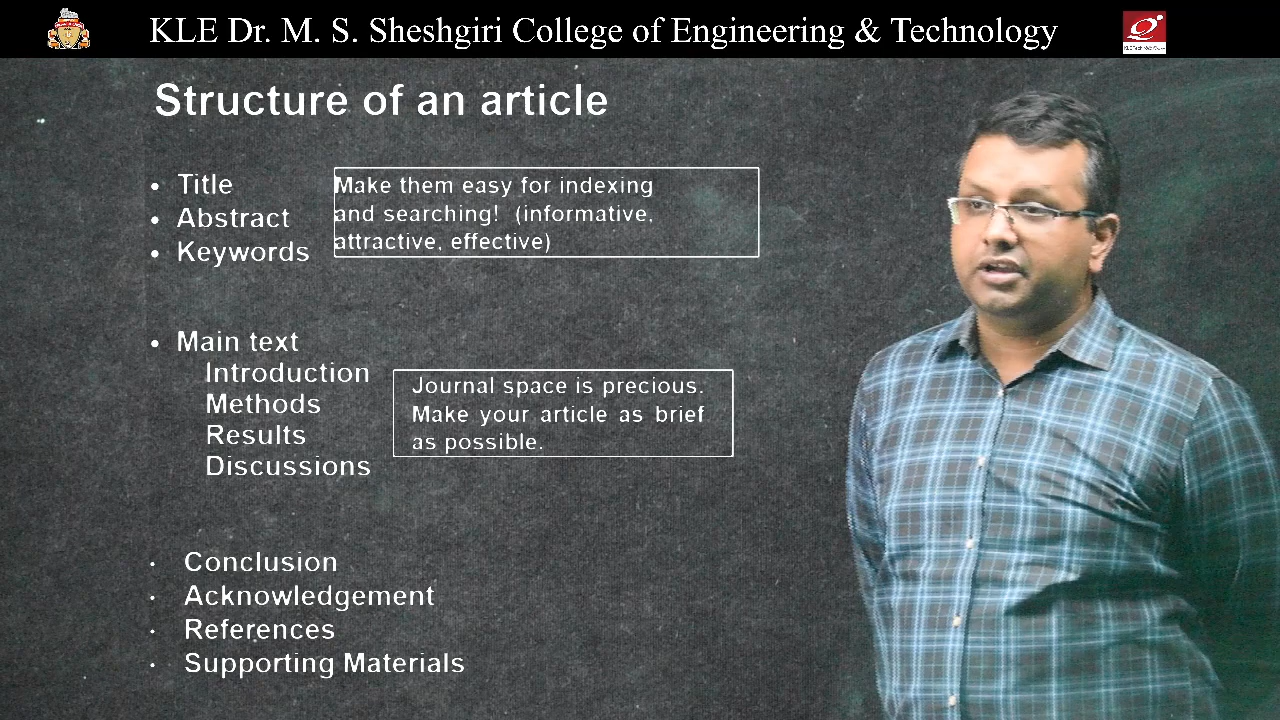 KLE Dr. M. S. Sheshgiri College of Engineering & Technology
Structure of an article
• Title
• Abstract
• Keywords
Make them easy for indexing
and searching! (informative,
attractive, effective)
• Main text
Introduction
Methods
Results
Discussions
Journal space is precious.
Make your article as brief
as possible.
• Conclusion
• Acknowledgement
• References
• Supporting Materials